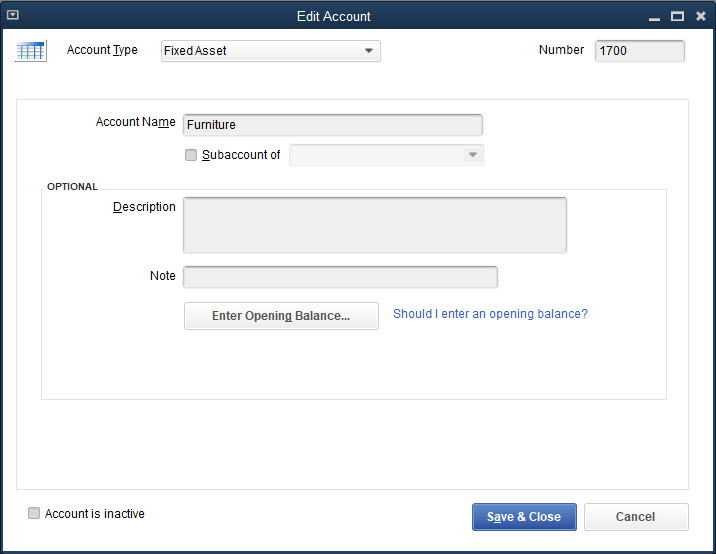 Edit Account
Account Type Fixed Asset Number 1700
Account Name Furniture
Subaccount of
OPTIONAL
Description
Note
Enter Opening Balance... Should I enter an opening balance?
Account is inactive Save & Close Cancel